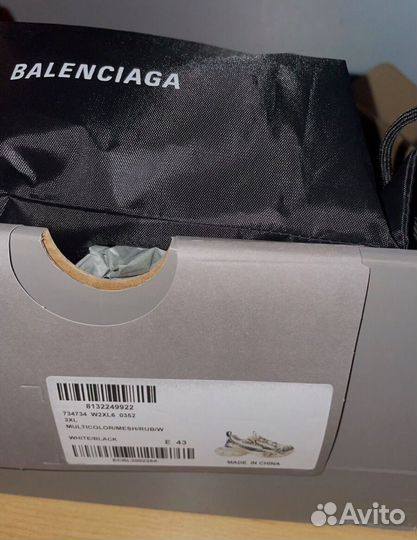 BALENCIAGA
8132249922
734734 W2XL6 0352
3XL
MULTICOLOR/MESH/RUB/W
WHITE/BLACK
E 43
MADE IN CHINA
Avito